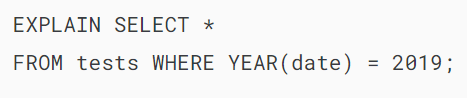 EXPLAIN SELECT *
FROM tests WHERE YEAR(date) = 2019;